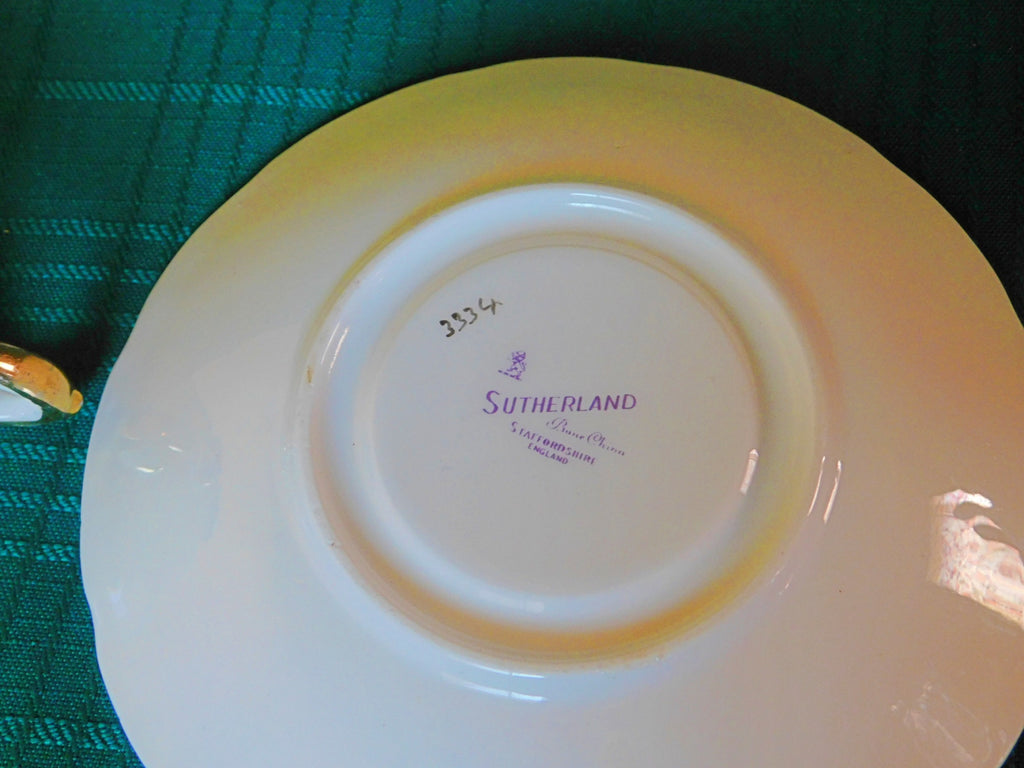 3334
SUTHERLAND
Bone China
STAFFORDSHIRE
ENGLAND